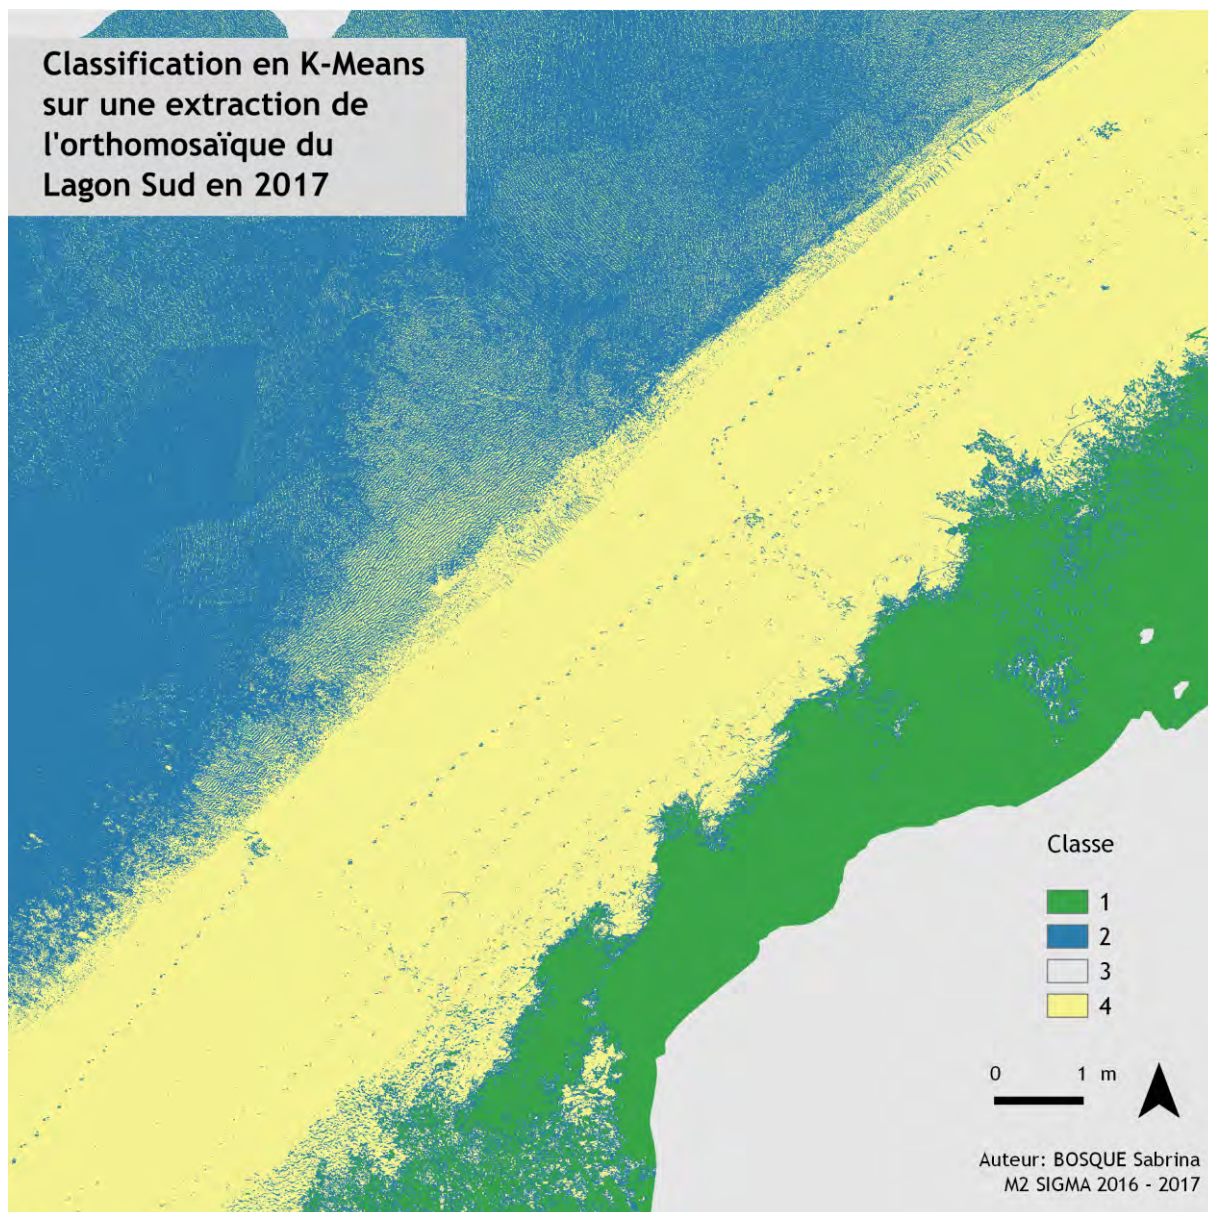 Classification en K-Means
sur une extraction de
l'orthomosaïque du
Lagon Sud en 2017
Classe
1
2
3
4
0 1 m
Auteur: BOSQUE Sabrina
M2 SIGMA 2016 - 2017